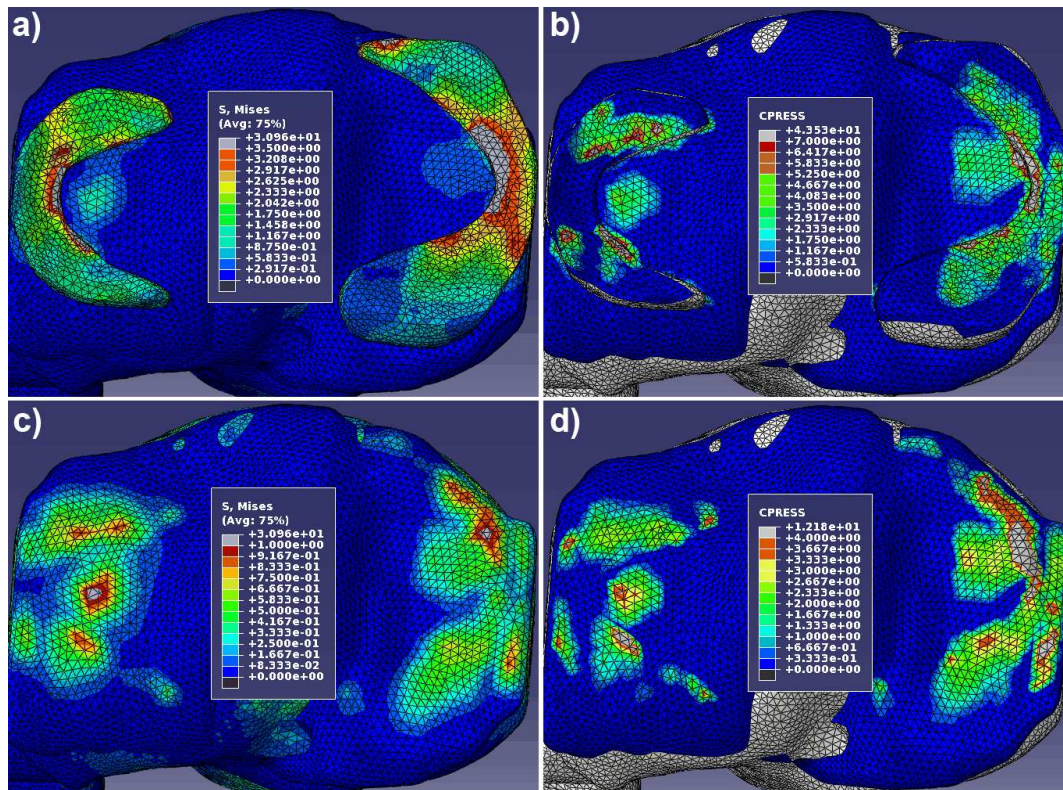 a)
S, Mises
(Avg: 75%)
+3.096e+01
+3.500e+00
+3.208e+00
+2.917e+00
+2.625e+00
+2.333e+00
+2.042e+00
+1.750e+00
+1.458e+00
+1.167e+00
+8.750e-01
+5.833e-01
+2.917e-01
+0.000e+00
b)
CPRESS
+4.353e+01
+7.000e+00
+6.417e+00
+5.833e+00
+5.250e+00
+4.667e+00
+4.083e+00
+3.500e+00
+2.917e+00
+2.333e+00
+1.750e+00
+1.167e+00
+5.833e-01
+0.000e+00
c)
S, Mises
(Avg: 75%)
+3.096e+01
+1.000e+00
+9.167e-01
+8.333e-01
+7.500e-01
+6.667e-01
+5.833e-01
+5.000e-01
+4.167e-01
+3.333e-01
+2.500e-01
+1.667e-01
+8.333e-02
+0.000e+00
d)
CPRESS
+1.218e+01
+4.000e+00
+3.667e+00
+3.333e+00
+3.000e+00
+2.667e+00
+2.333e+00
+2.000e+00
+1.667e+00
+1.333e+00
+1.000e+00
+6.667e-01
+3.333e-01
+0.000e+00